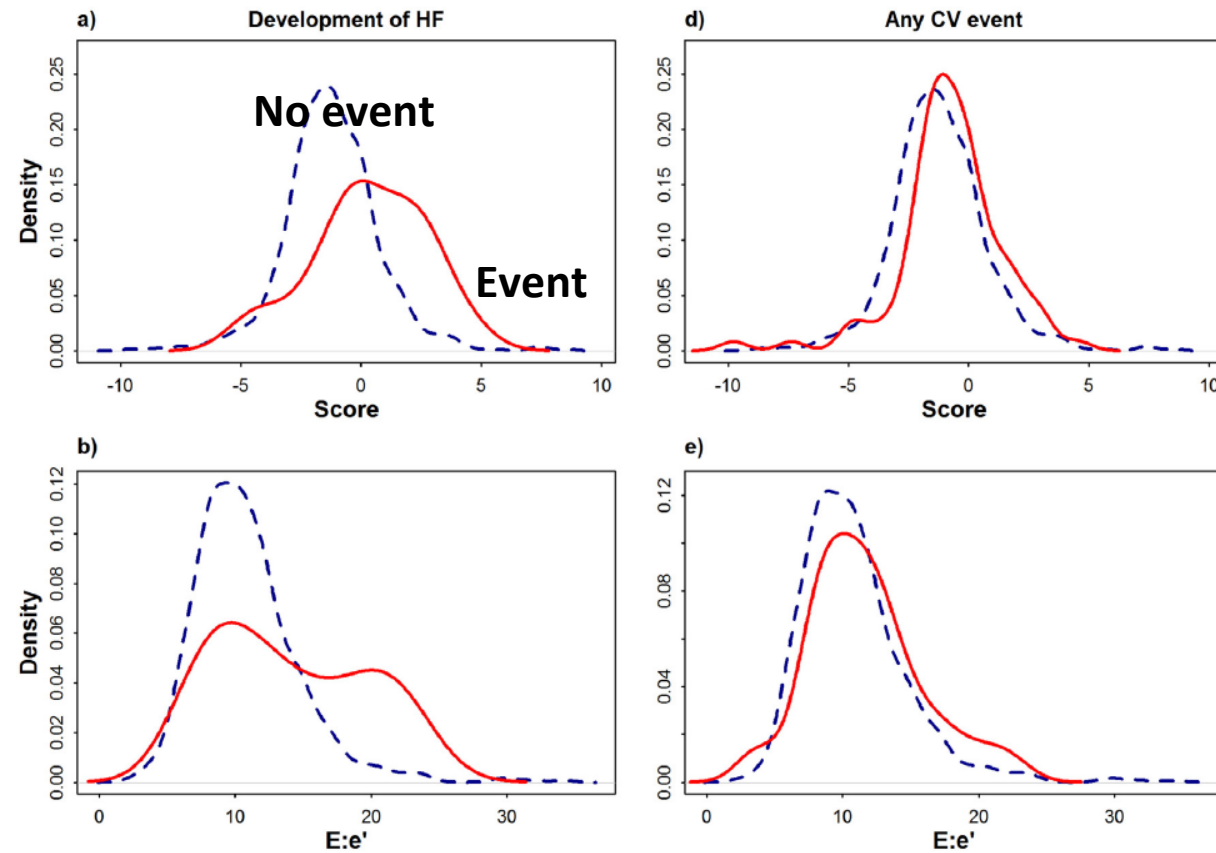 a) Development of HF
Density
0.00 0.05 0.10 0.15 0.20 0.25
No event
Event
-10 -5 0 5 10
Score
d) Any CV event
0.00 0.05 0.10 0.15 0.20 0.25
-10 -5 0 5 10
Score
b)
Density
0.00 0.02 0.04 0.06 0.08 0.10 0.12
0 10 20 30
E:e'
e)
0.00 0.04 0.08 0.12
0 10 20 30
E:e'